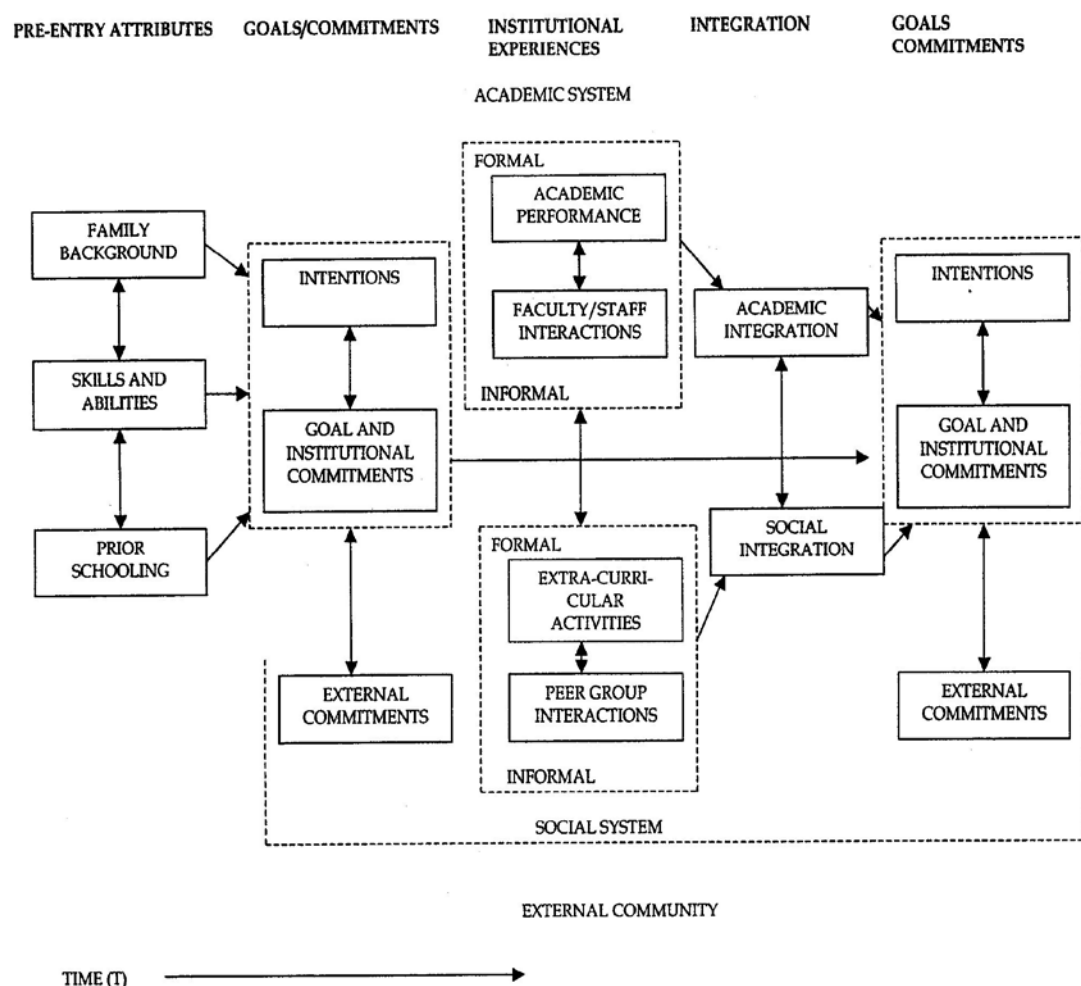 PRE-ENTRY ATTRIBUTES
GOALS/COMMITMENTS
INSTITUTIONAL
EXPERIENCES
INTEGRATION
GOALS
COMMITMENTS
ACADEMIC SYSTEM
FAMILY
BACKGROUND
SKILLS AND
ABILITIES
PRIOR
SCHOOLING
INTENTIONS
GOAL AND
INSTITUTIONAL
COMMITMENTS
EXTERNAL
COMMITMENTS
FORMAL
ACADEMIC
PERFORMANCE
FACULTY/STAFF
INTERACTIONS
INFORMAL
FORMAL
EXTRA-CURRI-
CULAR
ACTIVITIES
PEER GROUP
INTERACTIONS
INFORMAL
ACADEMIC
INTEGRATION
SOCIAL
INTEGRATION
INTENTIONS
GOAL AND
INSTITUTIONAL
COMMITMENTS
EXTERNAL
COMMITMENTS
SOCIAL SYSTEM
EXTERNAL COMMUNITY
TIME (T)